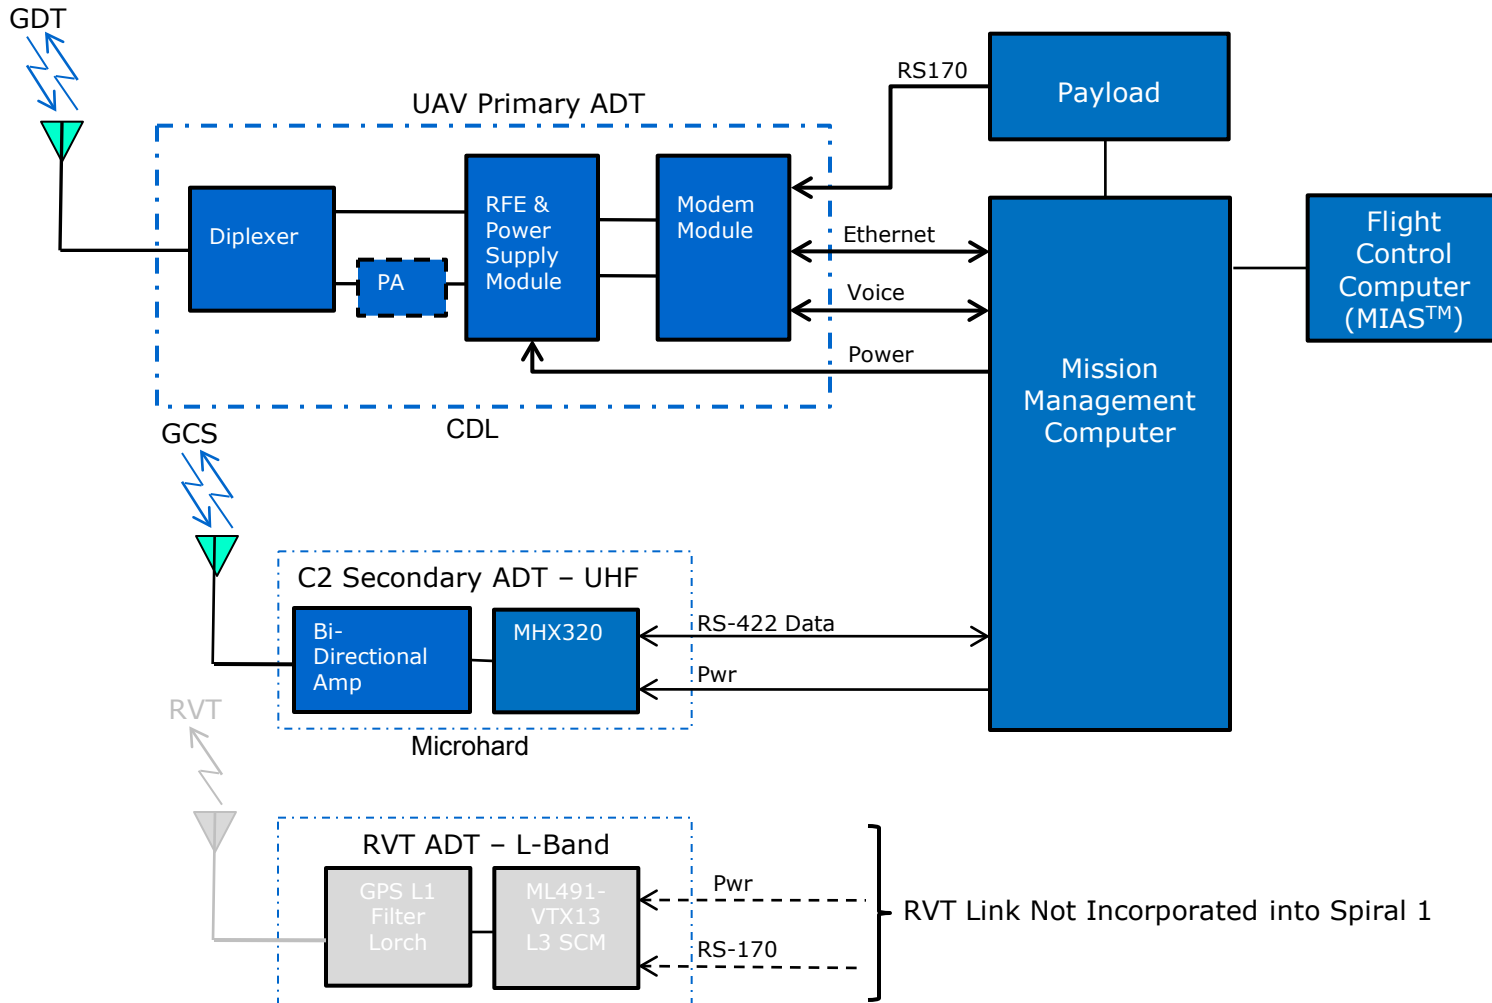 GDT
UAV Primary ADT
RS170
Payload
Diplexer
PA
RFE &
Power
Supply
Module
Modem
Module
Ethernet
Voice
Power
Flight
Control
Computer
(MIAS™)
Mission
Management
Computer
CDL
GCS
C2 Secondary ADT – UHF
Bi-
Directional
Amp
MHX320
RS-422 Data
Pwr
Microhard
RVT
RVT ADT – L-Band
GPS L1
Filter
Lorch
ML491-
VTX13
L3 SCM
Pwr
RS-170
RVT Link Not Incorporated into Spiral 1